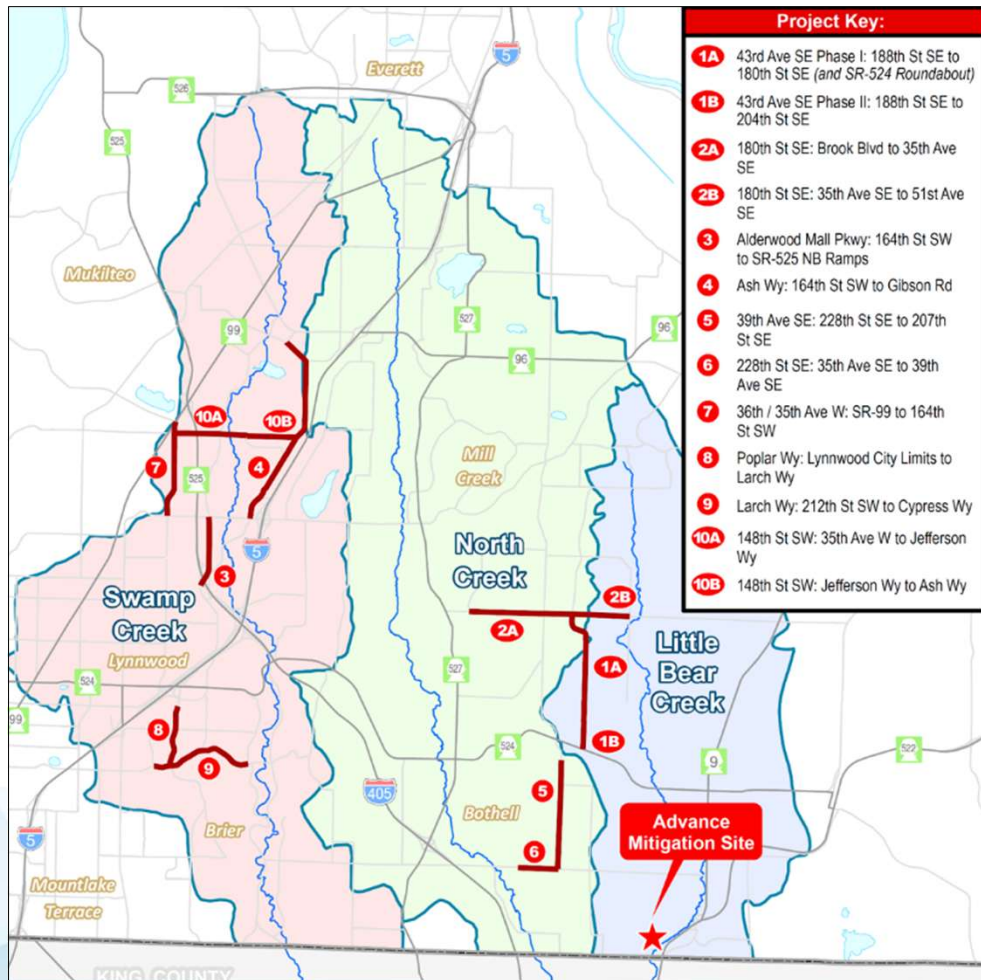 Project Key:
1A 43rd Ave SE Phase I: 188th St SE to
180th St SE (and SR-524 Roundabout)
1B 43rd Ave SE Phase II: 188th St SE to
204th St SE
2A 180th St SE: Brook Blvd to 35th Ave
SE
2B 180th St SE: 35th Ave SE to 51st Ave
SE
3 Alderwood Mall Pkwy: 164th St SW
to SR-525 NB Ramps
4 Ash Wy: 164th St SW to Gibson Rd
5 39th Ave SE: 228th St SE to 207th
St SE
6 228th St SE: 35th Ave SE to 39th
Ave SE
7 36th / 35th Ave W: SR-99 to 164th
St SW
8 Poplar Wy: Lynnwood City Limits to
Larch Wy
9 Larch Wy: 212th St SW to Cypress Wy
10A 148th St SW: 35th Ave W to Jefferson
Wy
10B 148th St SW: Jefferson Wy to Ash Wy
5
Everett
526
525
Mukilteo
99
527
96
96
10A
10B
7
4
525
Mill
Creek
5
North
Creek
3
Swamp
Creek
2B
2A
Lynnwood
Little
Bear
Creek
1A
527
524
99
8
1B
524
522
9
9
405
5
Bothell
Advance
Mitigation Site
5
Brier
6
Mountlake
Terrace
KING COUNTY